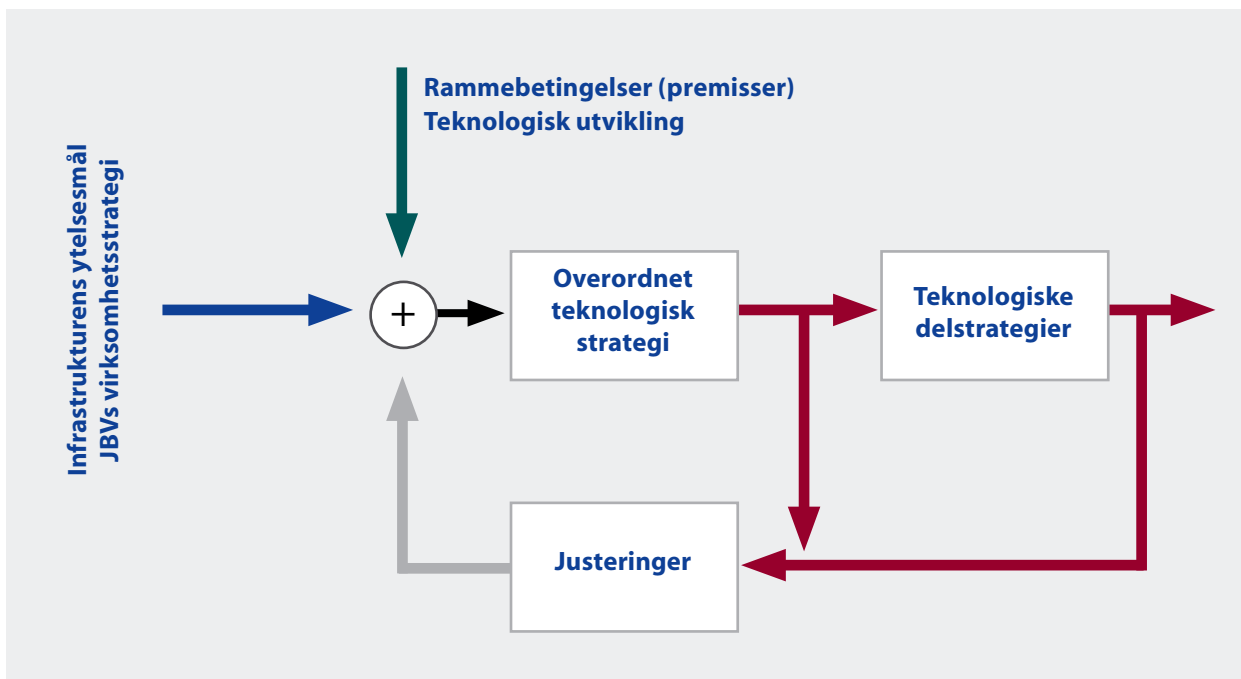 Rammebetingelser (premisser)
Teknologisk utvikling
Infrastrukturens ytelsesmål
JBVs virksomhetsstrategi
+
Overordnet
teknologisk
strategi
Teknologiske
delstrategier
Justeringer